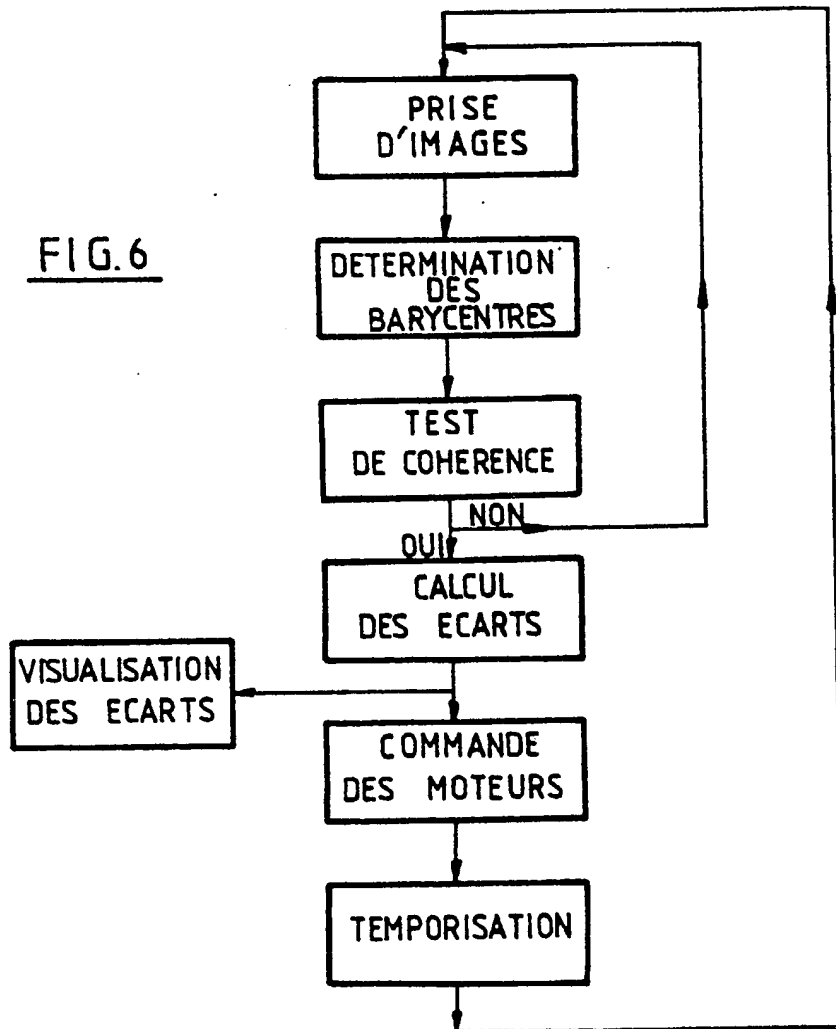 PRISE
D'IMAGES
FIG.6
DETERMINATION
DES
BARYCENTRES
TEST
DE COHERENCE
NON
OUI
CALCUL
DES ECARTS
VISUALISATION
DES ECARTS
COMMANDE
DES MOTEURS
TEMPORISATION